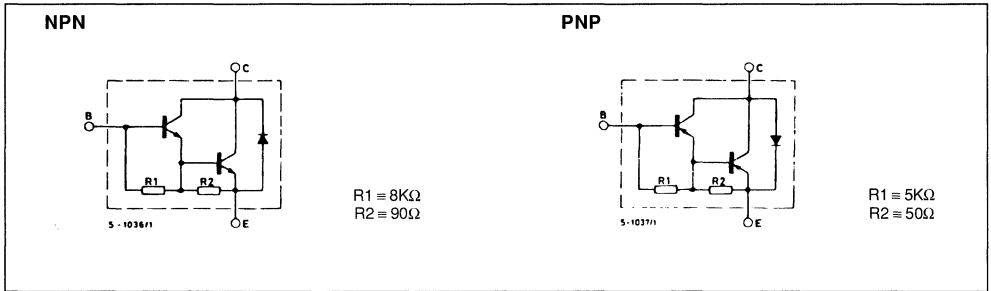 NPN
C
B
R1
R2
E
5-1036/1
R1 ≡ 8KΩ
R2 ≡ 90Ω
PNP
C
B
R1
R2
E
5-1037/1
R1 ≡ 5KΩ
R2 ≡ 50Ω